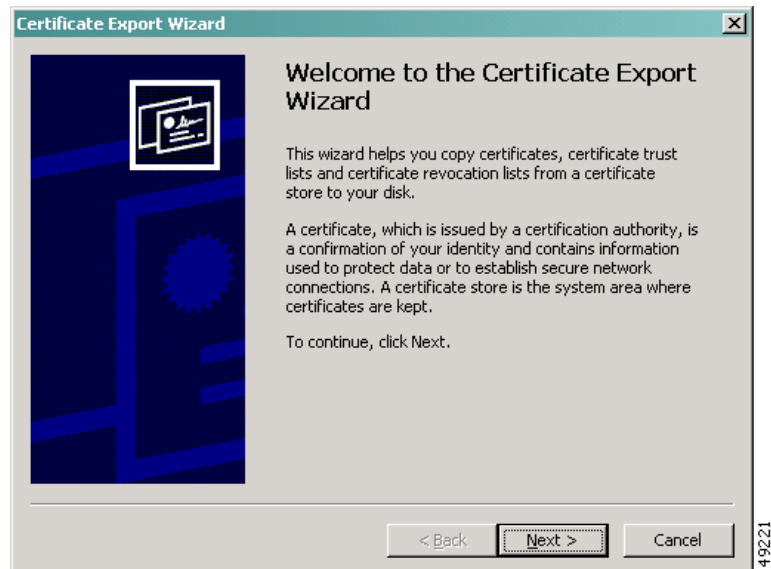 Certificate Export Wizard
Welcome to the Certificate Export
Wizard
This wizard helps you copy certificates, certificate trust
lists and certificate revocation lists from a certificate
store to your disk.
A certificate, which is issued by a certification authority, is
a confirmation of your identity and contains information
used to protect data or to establish secure network
connections. A certificate store is the system area where
certificates are kept.
To continue, click Next.
< Back
Next >
Cancel
49221